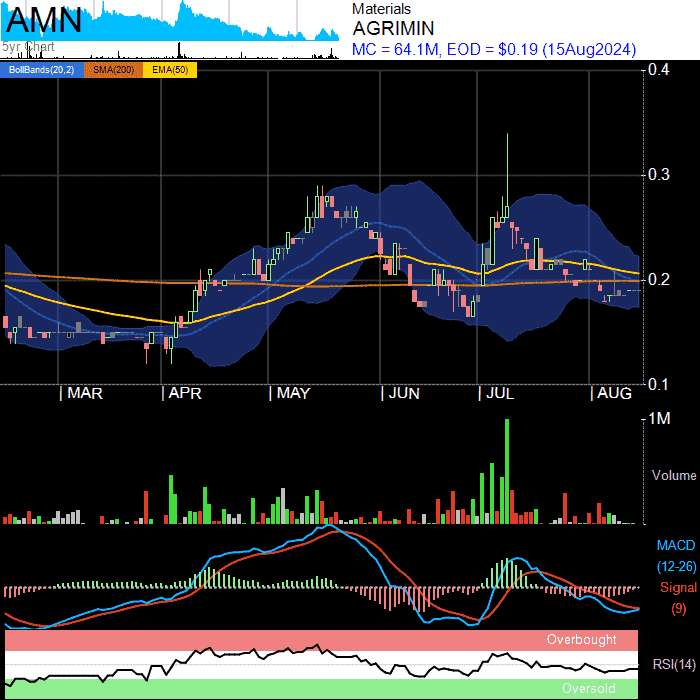 AMN
5yr Chart
Materials
AGRIMIN
MC = 64.1M, EOD = $0.19 (15Aug2024)
BollBands(20,2) SMA(200) EMA(50)
0.4
0.3
0.2
0.1
MAR APR MAY JUN JUL AUG
1M
Volume
MACD
(12-26)
Signal
(9)
Overbought
RSI(14)
Oversold